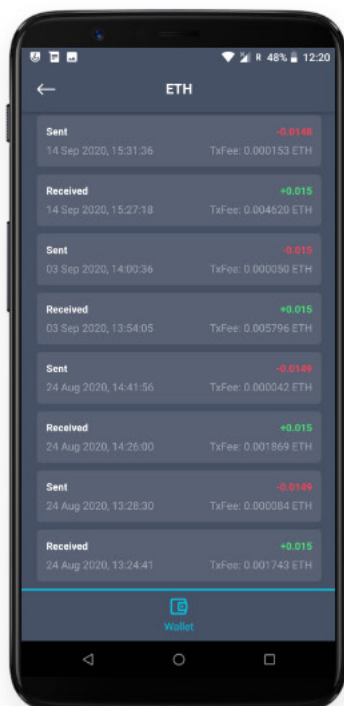 R 48% 12:20
ETH
Sent -0.0148
14 Sep 2020, 15:31:36 TxFee: 0.000153 ETH
Received +0.015
14 Sep 2020, 15:27:18 TxFee: 0.004620 ETH
Sent -0.015
03 Sep 2020, 14:00:36 TxFee: 0.000050 ETH
Received +0.015
03 Sep 2020, 13:54:05 TxFee: 0.005796 ETH
Sent -0.0149
24 Aug 2020, 14:41:56 TxFee: 0.000042 ETH
Received +0.015
24 Aug 2020, 14:26:00 TxFee: 0.001869 ETH
Sent -0.0149
24 Aug 2020, 13:28:30 TxFee: 0.000084 ETH
Received +0.015
24 Aug 2020, 13:24:41 TxFee: 0.001743 ETH
Wallet